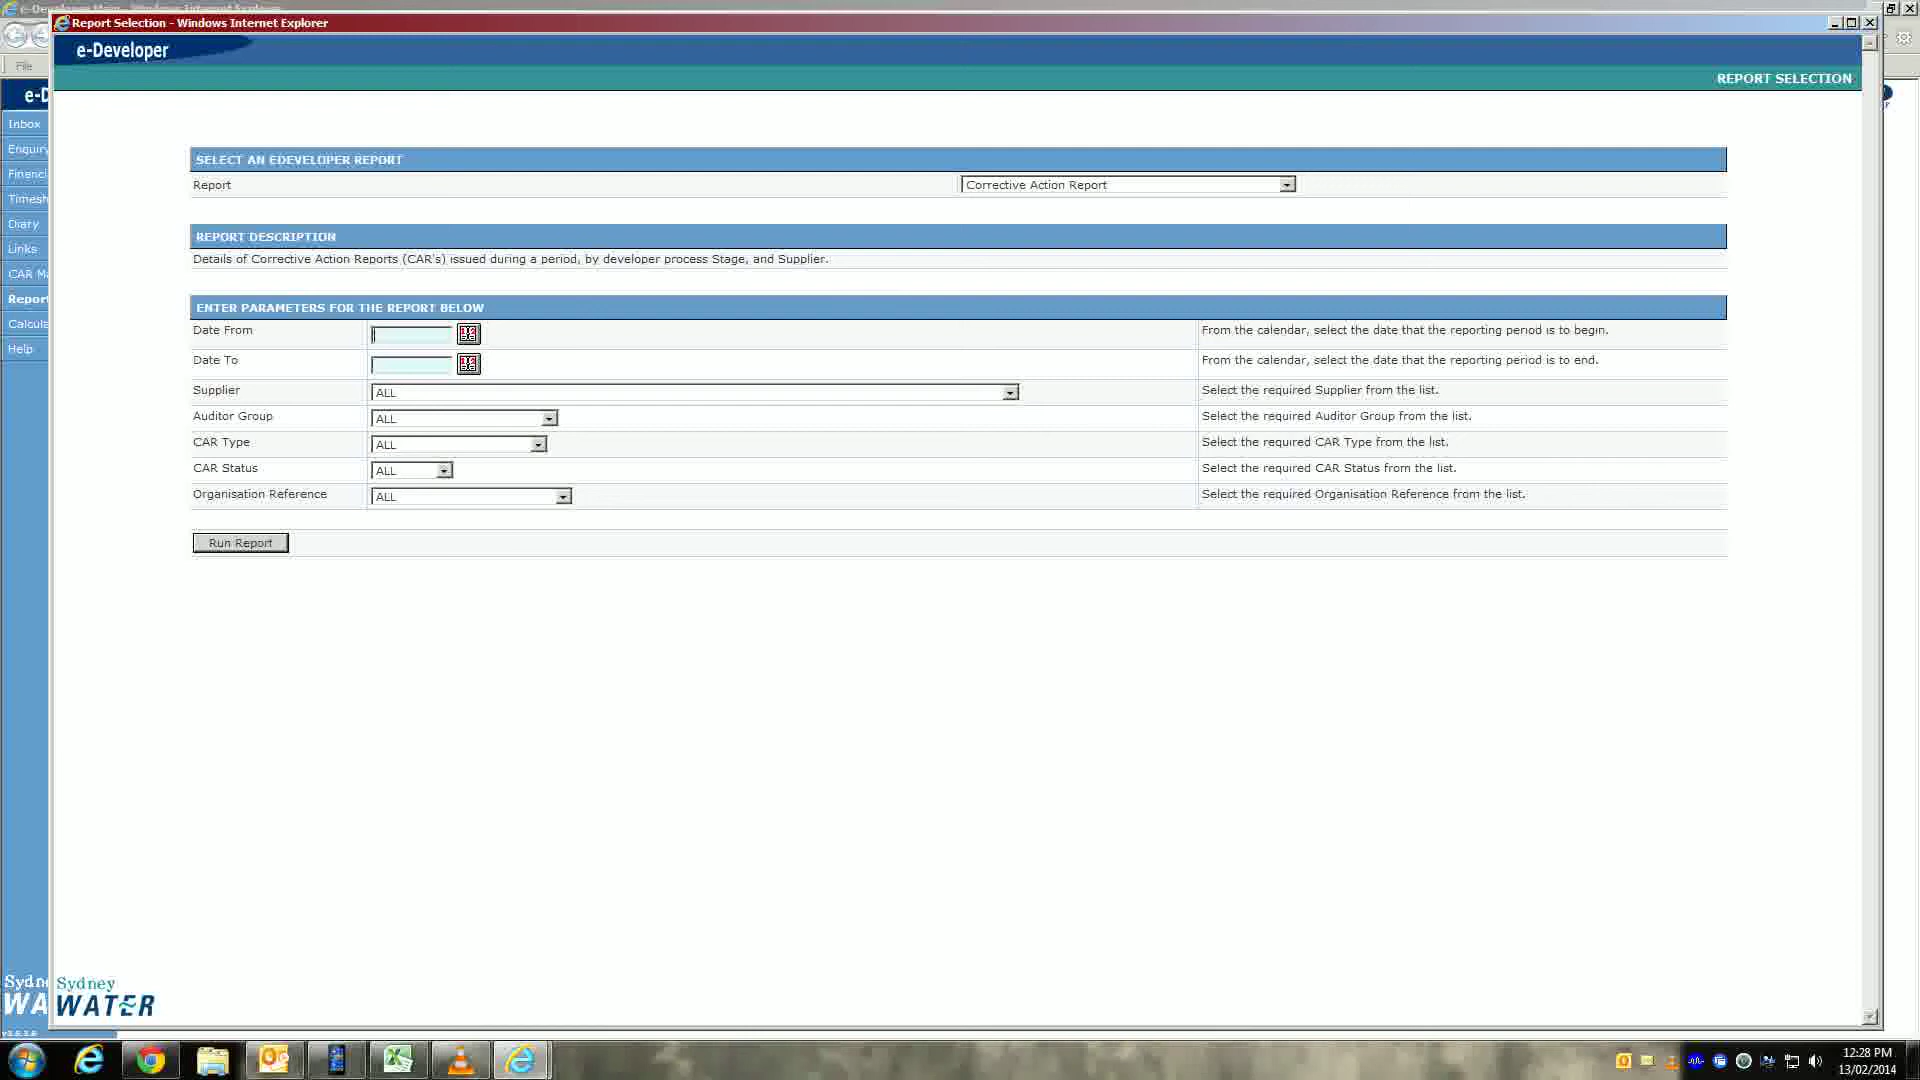 Report Selection - Windows Internet Explorer
File
e-Developer
REPORT SELECTION
e-D
Inbox
Enquiry
Financi
Timesh
Diary
Links
CAR Ma
Report
Calcula
Help
SELECT AN EDEVELOPER REPORT
Report
Corrective Action Report
REPORT DESCRIPTION
Details of Corrective Action Reports (CAR's) issued during a period, by developer process Stage, and Supplier.
ENTER PARAMETERS FOR THE REPORT BELOW
Date From
From the calendar, select the date that the reporting period is to begin.
Date To
From the calendar, select the date that the reporting period is to end.
Supplier
ALL
Select the required Supplier from the list.
Auditor Group
ALL
Select the required Auditor Group from the list.
CAR Type
ALL
Select the required CAR Type from the list.
CAR Status
ALL
Select the required CAR Status from the list.
Organisation Reference
ALL
Select the required Organisation Reference from the list.
Run Report
Sydn
WA
Sydney
WATER
12:28 PM
13/02/2014